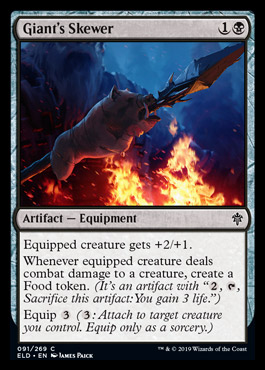 Giant's Skewer 1
Artifact — Equipment
Equipped creature gets +2/+1.
Whenever equipped creature deals
combat damage to a creature, create a
Food token. (It's an artifact with "2, T,
Sacrifice this artifact:You gain 3 life.")
Equip 3 (3:Attach to target creature
you control. Equip only as a sorcery.)
091/269 C
ELD • EN JAMES PAICK ™ & © 2019 Wizards of the Coast